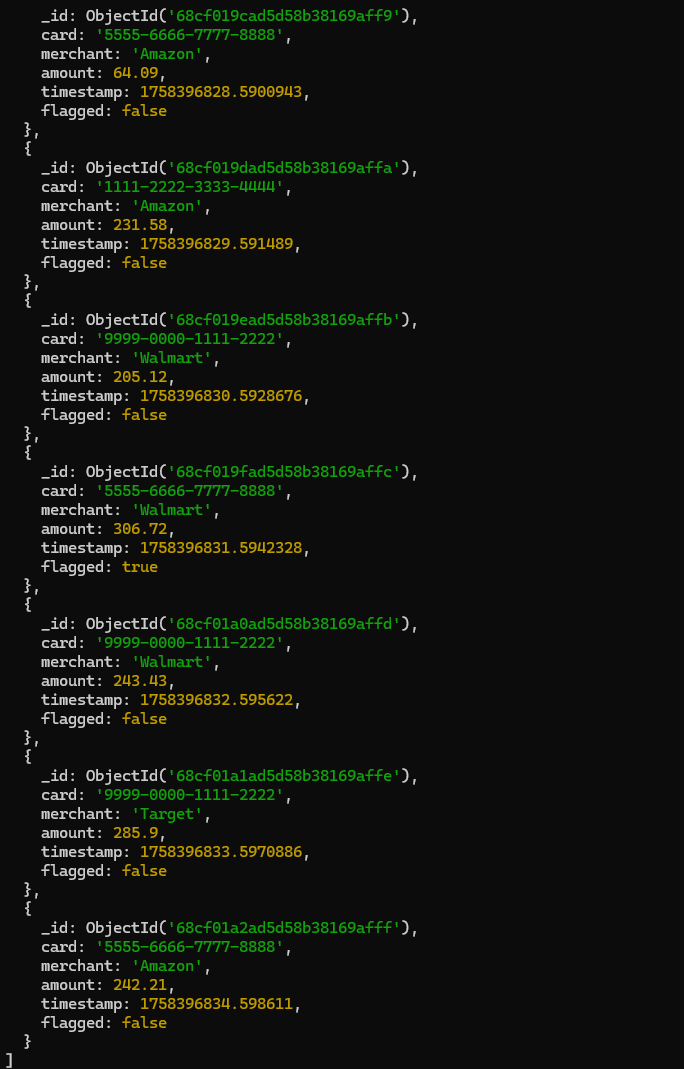 _id: ObjectId('68cf019cad5d58b38169aff9'),
card: '5555-6666-7777-8888',
merchant: 'Amazon',
amount: 64.09,
timestamp: 1758396828.5900943,
flagged: false
},
{
_id: ObjectId('68cf019dad5d58b38169affa'),
card: '1111-2222-3333-4444',
merchant: 'Amazon',
amount: 231.58,
timestamp: 1758396829.591489,
flagged: false
},
{
_id: ObjectId('68cf019ead5d58b38169affb'),
card: '9999-0000-1111-2222',
merchant: 'Walmart',
amount: 205.12,
timestamp: 1758396830.5928676,
flagged: false
},
{
_id: ObjectId('68cf019fad5d58b38169affc'),
card: '5555-6666-7777-8888',
merchant: 'Walmart',
amount: 306.72,
timestamp: 1758396831.5942328,
flagged: true
},
{
_id: ObjectId('68cf01a0ad5d58b38169affd'),
card: '9999-0000-1111-2222',
merchant: 'Walmart',
amount: 243.43,
timestamp: 1758396832.595622,
flagged: false
},
{
_id: ObjectId('68cf01a1ad5d58b38169affe'),
card: '9999-0000-1111-2222',
merchant: 'Target',
amount: 285.9,
timestamp: 1758396833.5970886,
flagged: false
},
{
_id: ObjectId('68cf01a2ad5d58b38169afff'),
card: '5555-6666-7777-8888',
merchant: 'Amazon',
amount: 242.21,
timestamp: 1758396834.598611,
flagged: false
}
]